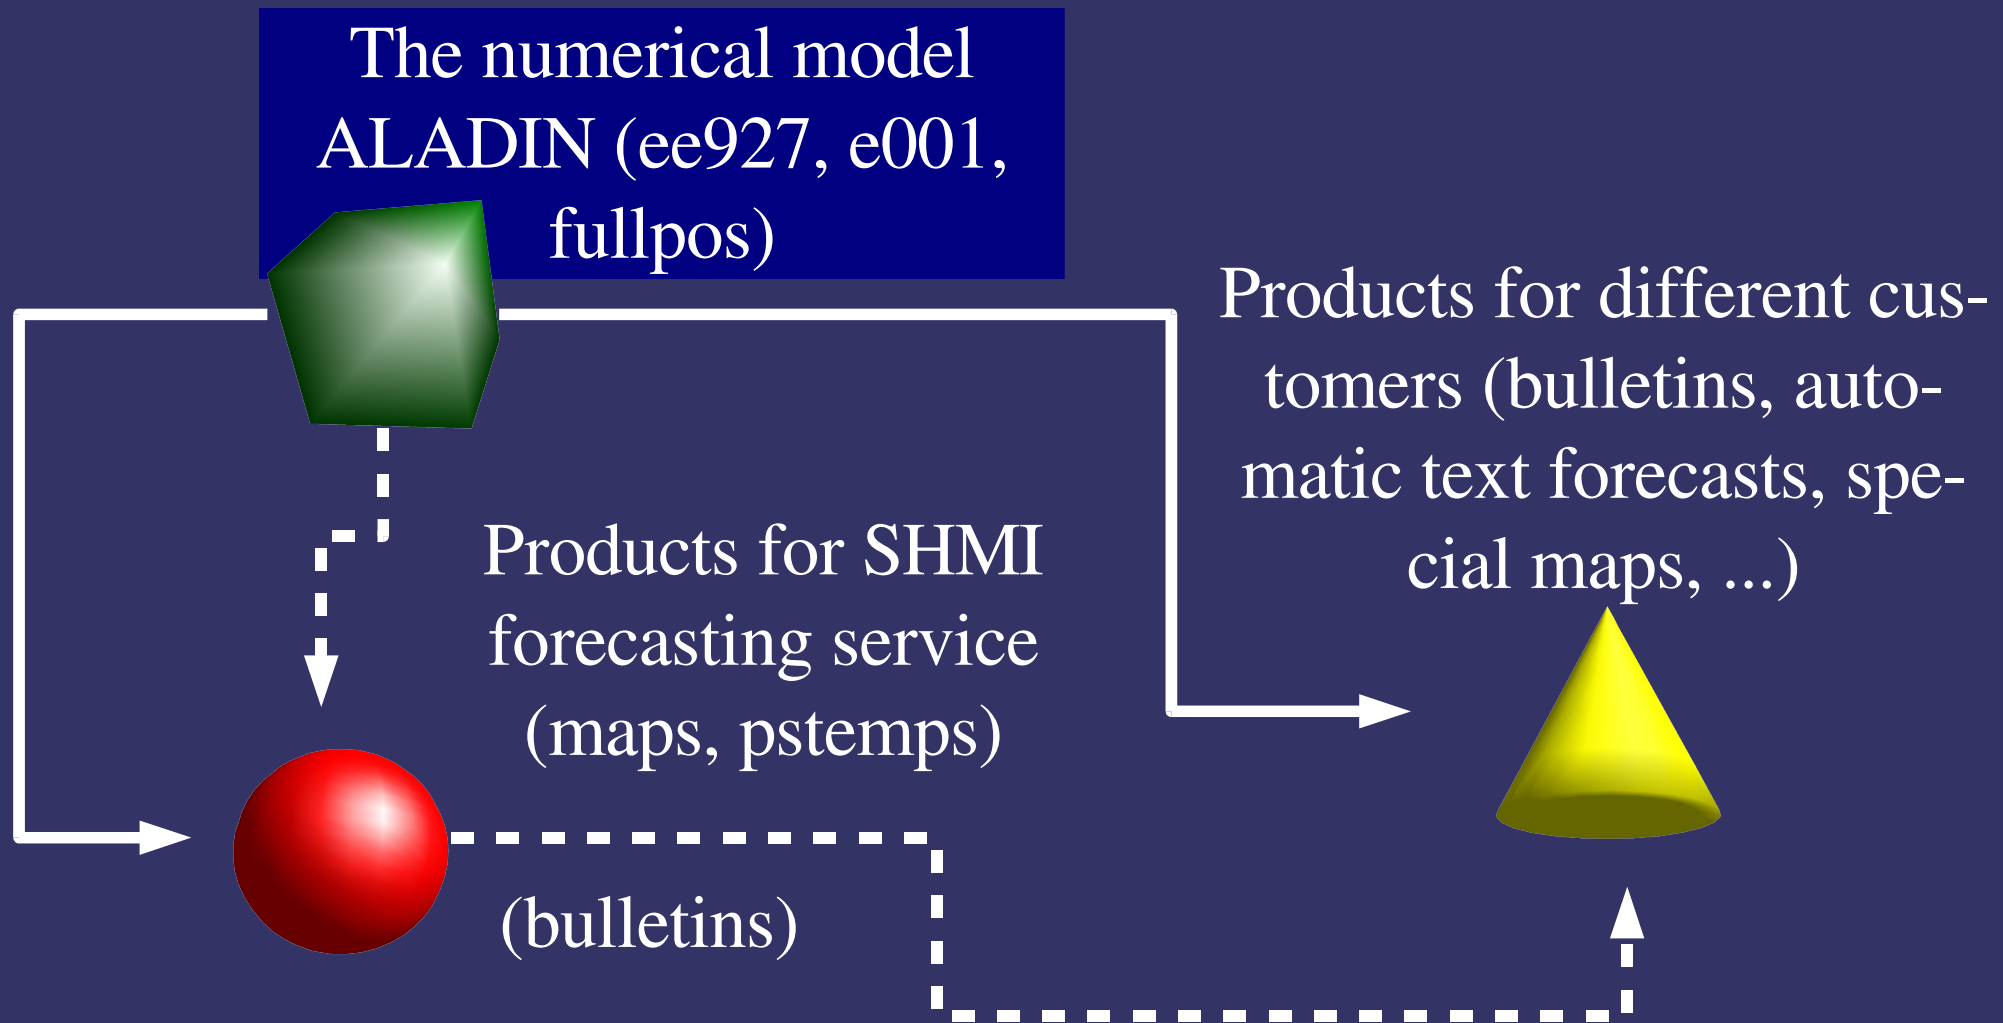 The numerical model
ALADIN (ee927, e001,
fullpos)
Products for different cus-
tomers (bulletins, auto-
matic text forecasts, spe-
cial maps, ...)
Products for SHMI
forecasting service
(maps, pstemps)
(bulletins)